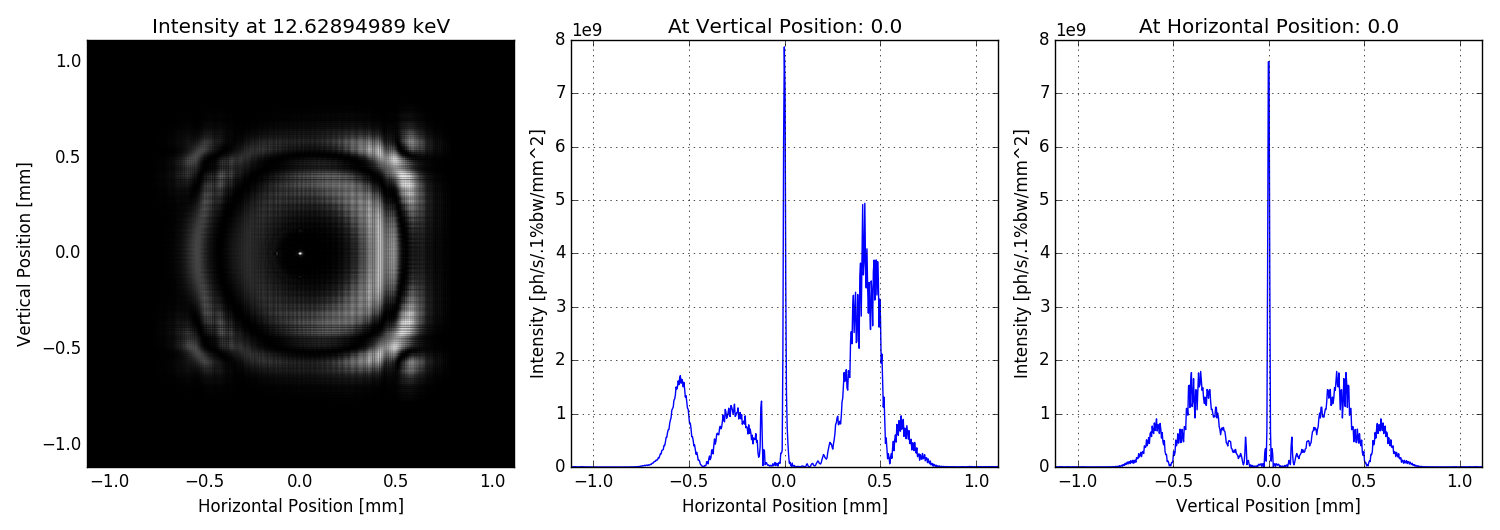 Intensity at 12.62894989 keV
Vertical Position [mm]
1.0
0.5
0.0
−0.5
−1.0
−1.0 −0.5 0.0 0.5 1.0
Horizontal Position [mm]
At Vertical Position: 0.0
1e9
Intensity [ph/s/.1%bw/mm^2]
8
7
6
5
4
3
2
1
0
−1.0 −0.5 0.0 0.5 1.0
Horizontal Position [mm]
At Horizontal Position: 0.0
1e9
Intensity [ph/s/.1%bw/mm^2]
8
7
6
5
4
3
2
1
0
−1.0 −0.5 0.0 0.5 1.0
Vertical Position [mm]